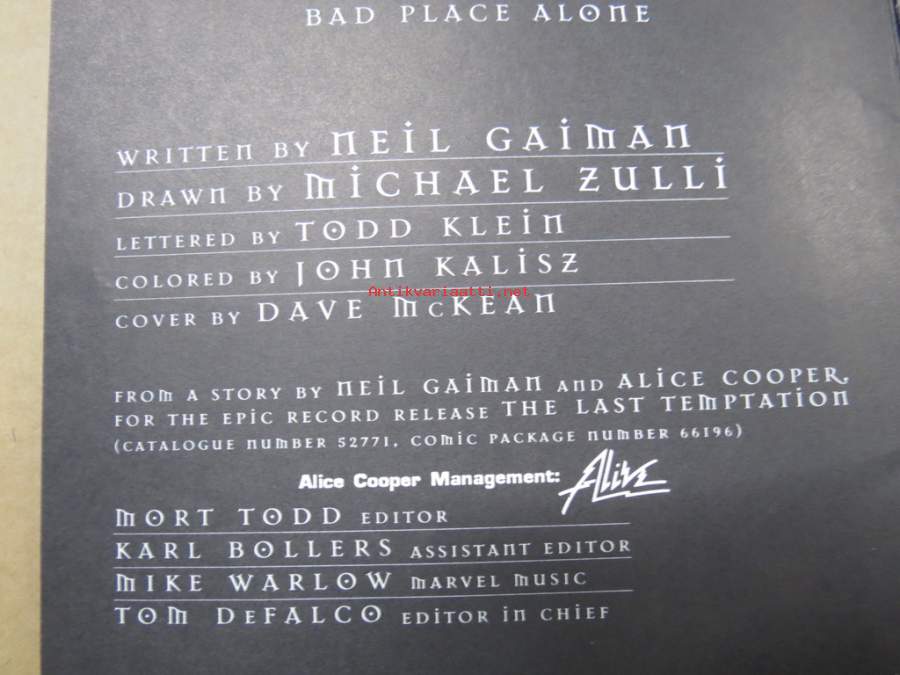 BAD PLACE ALONE
WRITTEN BY NEIL GAIMAN
DRAWN BY MICHAEL ZULLI
LETTERED BY TODD KLEIN
COLORED BY JOHN KALISZ
Antikvariaatti.net
COVER BY DAVE McKEAN
FROM A STORY BY NEIL GAIMAN AND ALICE COOPER,
FOR THE EPIC RECORD RELEASE THE LAST TEMPTATION
(CATALOGUE NUMBER 52771, COMIC PACKAGE NUMBER 66196)
Alice Cooper Management: Alive
MORT TODD EDITOR
KARL BOLLERS ASSISTANT EDITOR
MIKE WARLOW MARVEL MUSIC
TOM DeFALCO EDITOR IN CHIEF